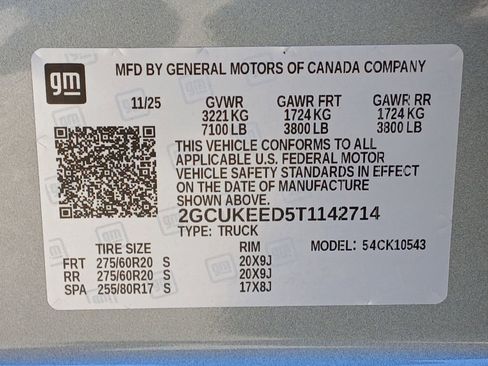 gm
MFD BY GENERAL MOTORS OF CANADA COMPANY
11/25 GVWR GAWR FRT GAWR RR
3221 KG 1724 KG 1724 KG
7100 LB 3800 LB 3800 LB
THIS VEHICLE CONFORMS TO ALL
APPLICABLE U.S. FEDERAL MOTOR
VEHICLE SAFETY STANDARDS IN EFFECT
ON THE DATE OF MANUFACTURE
SHOWN ABOVE.
2GCUKEED5T1142714
TYPE: TRUCK
TIRE SIZE RIM MODEL: 54CK10543
FRT 275/60R20 S 20X9J
RR 275/60R20 S 20X9J
SPA 255/80R17 S 17X8J